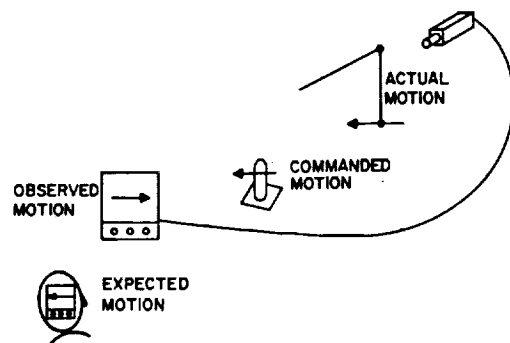 ACTUAL
MOTION
COMMANDED
MOTION
OBSERVED
MOTION
EXPECTED
MOTION